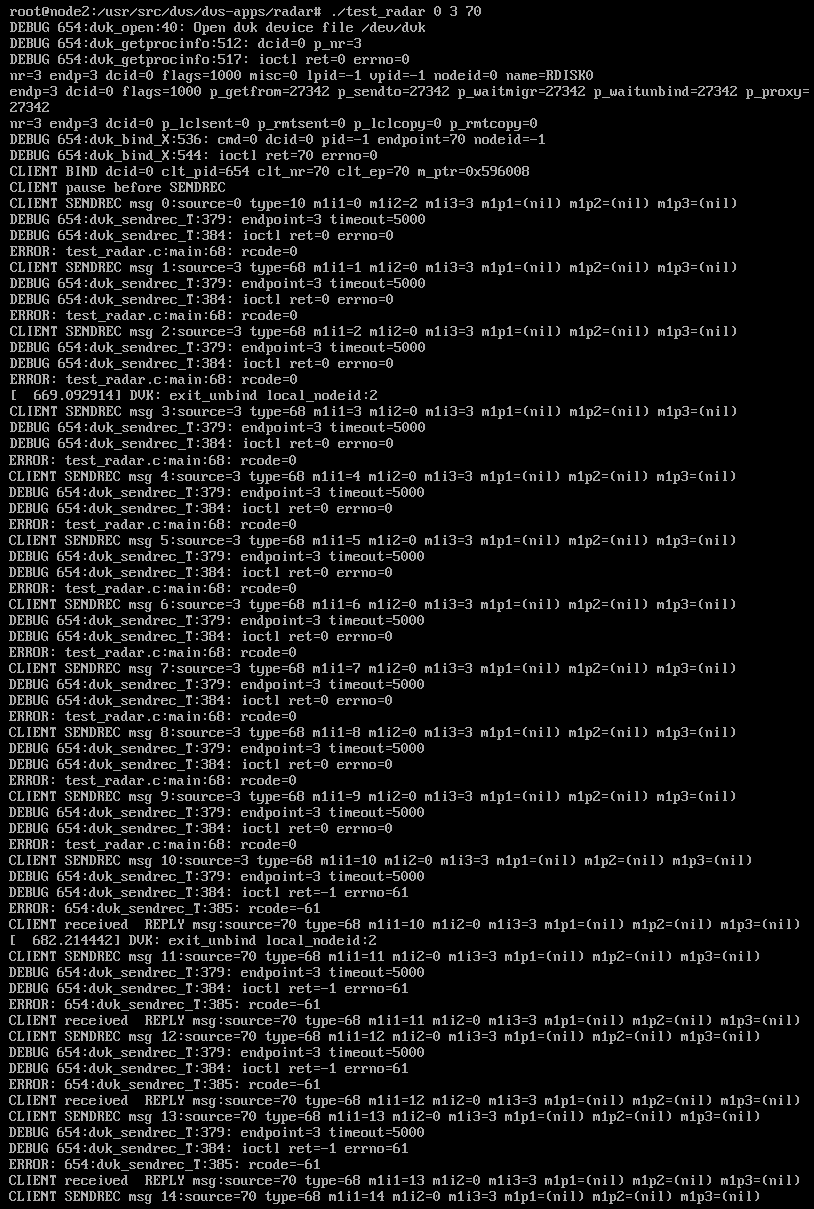 root@node2:/usr/src/dvs/dvs-apps/radar# ./test_radar 0 3 70
DEBUG 654:dvk_open:40: Open dvk device file /dev/dvk
DEBUG 654:dvk_getprocinfo:512: dcid=0 p_nr=3
DEBUG 654:dvk_getprocinfo:517: ioctl ret=0 errno=0
nr=3 endp=3 dcid=0 flags=1000 misc=0 lpid=-1 vpid=-1 nodeid=0 name=RDISK0
endp=3 dcid=0 flags=1000 p_getfrom=27342 p_sendto=27342 p_waitmigr=27342 p_waitunbind=27342 p_proxy=
27342
nr=3 endp=3 dcid=0 p_lclsent=0 p_rmtsent=0 p_lclcopy=0 p_rmtcopy=0
DEBUG 654:dvk_bind_X:536: cmd=0 dcid=0 pid=-1 endpoint=70 nodeid=-1
DEBUG 654:dvk_bind_X:544: ioctl ret=70 errno=0
CLIENT BIND dcid=0 clt_pid=654 clt_nr=70 clt_ep=70 m_ptr=0x596008
CLIENT pause before SENDREC
CLIENT SENDREC msg 0:source=0 type=10 m1i1=0 m1i2=2 m1i3=3 m1p1=(nil) m1p2=(nil) m1p3=(nil)
DEBUG 654:dvk_sendrec_T:379: endpoint=3 timeout=5000
DEBUG 654:dvk_sendrec_T:384: ioctl ret=0 errno=0
ERROR: test_radar.c:main:68: rcode=0
CLIENT SENDREC msg 1:source=3 type=68 m1i1=1 m1i2=0 m1i3=3 m1p1=(nil) m1p2=(nil) m1p3=(nil)
DEBUG 654:dvk_sendrec_T:379: endpoint=3 timeout=5000
DEBUG 654:dvk_sendrec_T:384: ioctl ret=0 errno=0
ERROR: test_radar.c:main:68: rcode=0
CLIENT SENDREC msg 2:source=3 type=68 m1i1=2 m1i2=0 m1i3=3 m1p1=(nil) m1p2=(nil) m1p3=(nil)
DEBUG 654:dvk_sendrec_T:379: endpoint=3 timeout=5000
DEBUG 654:dvk_sendrec_T:384: ioctl ret=0 errno=0
ERROR: test_radar.c:main:68: rcode=0
[  669.092914] DVK: exit_unbind local_nodeid:2
CLIENT SENDREC msg 3:source=3 type=68 m1i1=3 m1i2=0 m1i3=3 m1p1=(nil) m1p2=(nil) m1p3=(nil)
DEBUG 654:dvk_sendrec_T:379: endpoint=3 timeout=5000
DEBUG 654:dvk_sendrec_T:384: ioctl ret=0 errno=0
ERROR: test_radar.c:main:68: rcode=0
CLIENT SENDREC msg 4:source=3 type=68 m1i1=4 m1i2=0 m1i3=3 m1p1=(nil) m1p2=(nil) m1p3=(nil)
DEBUG 654:dvk_sendrec_T:379: endpoint=3 timeout=5000
DEBUG 654:dvk_sendrec_T:384: ioctl ret=0 errno=0
ERROR: test_radar.c:main:68: rcode=0
CLIENT SENDREC msg 5:source=3 type=68 m1i1=5 m1i2=0 m1i3=3 m1p1=(nil) m1p2=(nil) m1p3=(nil)
DEBUG 654:dvk_sendrec_T:379: endpoint=3 timeout=5000
DEBUG 654:dvk_sendrec_T:384: ioctl ret=0 errno=0
ERROR: test_radar.c:main:68: rcode=0
CLIENT SENDREC msg 6:source=3 type=68 m1i1=6 m1i2=0 m1i3=3 m1p1=(nil) m1p2=(nil) m1p3=(nil)
DEBUG 654:dvk_sendrec_T:379: endpoint=3 timeout=5000
DEBUG 654:dvk_sendrec_T:384: ioctl ret=0 errno=0
ERROR: test_radar.c:main:68: rcode=0
CLIENT SENDREC msg 7:source=3 type=68 m1i1=7 m1i2=0 m1i3=3 m1p1=(nil) m1p2=(nil) m1p3=(nil)
DEBUG 654:dvk_sendrec_T:379: endpoint=3 timeout=5000
DEBUG 654:dvk_sendrec_T:384: ioctl ret=0 errno=0
ERROR: test_radar.c:main:68: rcode=0
CLIENT SENDREC msg 8:source=3 type=68 m1i1=8 m1i2=0 m1i3=3 m1p1=(nil) m1p2=(nil) m1p3=(nil)
DEBUG 654:dvk_sendrec_T:379: endpoint=3 timeout=5000
DEBUG 654:dvk_sendrec_T:384: ioctl ret=0 errno=0
ERROR: test_radar.c:main:68: rcode=0
CLIENT SENDREC msg 9:source=3 type=68 m1i1=9 m1i2=0 m1i3=3 m1p1=(nil) m1p2=(nil) m1p3=(nil)
DEBUG 654:dvk_sendrec_T:379: endpoint=3 timeout=5000
DEBUG 654:dvk_sendrec_T:384: ioctl ret=0 errno=0
ERROR: test_radar.c:main:68: rcode=0
CLIENT SENDREC msg 10:source=3 type=68 m1i1=10 m1i2=0 m1i3=3 m1p1=(nil) m1p2=(nil) m1p3=(nil)
DEBUG 654:dvk_sendrec_T:379: endpoint=3 timeout=5000
DEBUG 654:dvk_sendrec_T:384: ioctl ret=-1 errno=61
ERROR: 654:dvk_sendrec_T:385: rcode=-61
CLIENT received  REPLY msg:source=70 type=68 m1i1=10 m1i2=0 m1i3=3 m1p1=(nil) m1p2=(nil) m1p3=(nil)
[  682.214442] DVK: exit_unbind local_nodeid:2
CLIENT SENDREC msg 11:source=70 type=68 m1i1=11 m1i2=0 m1i3=3 m1p1=(nil) m1p2=(nil) m1p3=(nil)
DEBUG 654:dvk_sendrec_T:379: endpoint=3 timeout=5000
DEBUG 654:dvk_sendrec_T:384: ioctl ret=-1 errno=61
ERROR: 654:dvk_sendrec_T:385: rcode=-61
CLIENT received  REPLY msg:source=70 type=68 m1i1=11 m1i2=0 m1i3=3 m1p1=(nil) m1p2=(nil) m1p3=(nil)
CLIENT SENDREC msg 12:source=70 type=68 m1i1=12 m1i2=0 m1i3=3 m1p1=(nil) m1p2=(nil) m1p3=(nil)
DEBUG 654:dvk_sendrec_T:379: endpoint=3 timeout=5000
DEBUG 654:dvk_sendrec_T:384: ioctl ret=-1 errno=61
ERROR: 654:dvk_sendrec_T:385: rcode=-61
CLIENT received  REPLY msg:source=70 type=68 m1i1=12 m1i2=0 m1i3=3 m1p1=(nil) m1p2=(nil) m1p3=(nil)
CLIENT SENDREC msg 13:source=70 type=68 m1i1=13 m1i2=0 m1i3=3 m1p1=(nil) m1p2=(nil) m1p3=(nil)
DEBUG 654:dvk_sendrec_T:379: endpoint=3 timeout=5000
DEBUG 654:dvk_sendrec_T:384: ioctl ret=-1 errno=61
ERROR: 654:dvk_sendrec_T:385: rcode=-61
CLIENT received  REPLY msg:source=70 type=68 m1i1=13 m1i2=0 m1i3=3 m1p1=(nil) m1p2=(nil) m1p3=(nil)
CLIENT SENDREC msg 14:source=70 type=68 m1i1=14 m1i2=0 m1i3=3 m1p1=(nil) m1p2=(nil) m1p3=(nil)